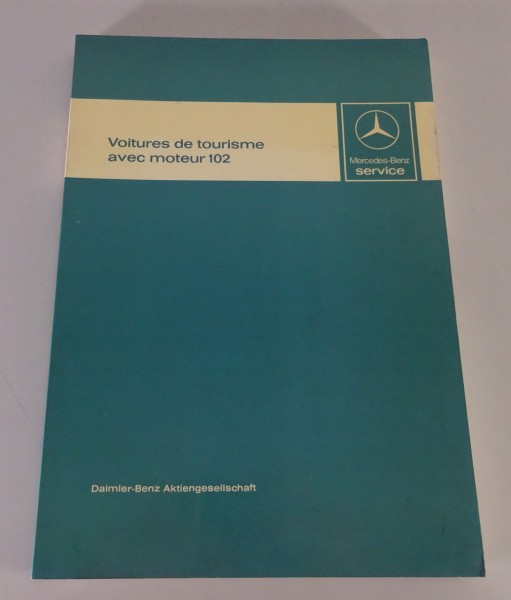 Voitures de tourisme
avec moteur 102
Mercedes-Benz
service
Daimler-Benz Aktiengesellschaft